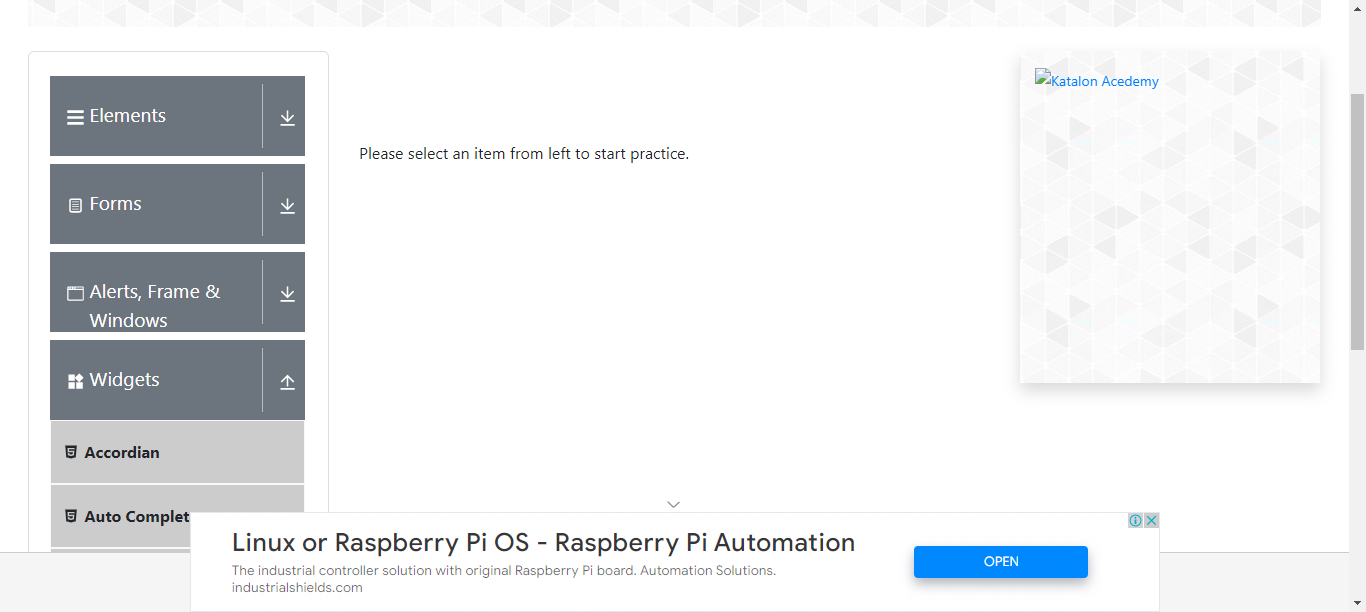 Elements
Forms
Alerts, Frame &
Windows
Widgets
Accordian
Auto Complet
Please select an item from left to start practice.
Katalon Acedemy
Linux or Raspberry Pi OS - Raspberry Pi Automation
The industrial controller solution with original Raspberry Pi board. Automation Solutions.
industrialshields.com
OPEN